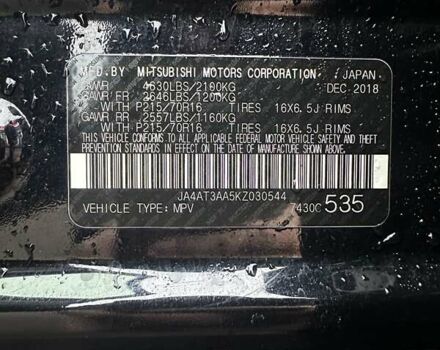 MFD.BY MITSUBISHI MOTORS CORPORATION, JAPAN
GVWR 4630LBS/2100KG DEC 2018
GAWR FR 2646LBS/1200KG
WITH P215/70R16 TIRES 16X6.5J RIMS
GAWR RR 2557LBS/1160KG
WITH P215/70R16 TIRES 16X6.5J RIMS
THIS VEHICLE CONFORMS TO ALL APPLICABLE FEDERAL MOTOR
VEHICLE SAFETY AND THEFT PREVENTION STANDARDS
IN EFFECT ON THE DATE OF MANUFACTURE SHOWN ABOVE.
JA4AT3AA5KZ030544
VEHICLE TYPE:MPV 7430C 535